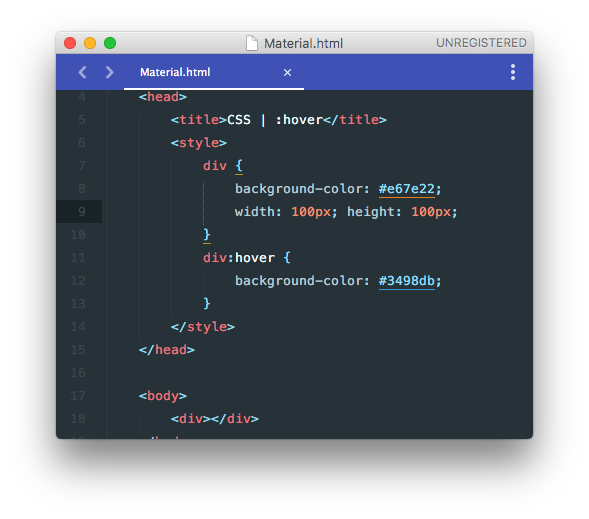 Material.html
UNREGISTERED
Material.html ×
4 <head>
5 <title>CSS | :hover</title>
6 <style>
7 div {
8 background-color: #e67e22;
9 width: 100px; height: 100px;
10 }
11 div:hover {
12 background-color: #3498db;
13 }
14 </style>
15 </head>
16
17 <body>
18 <div></div>